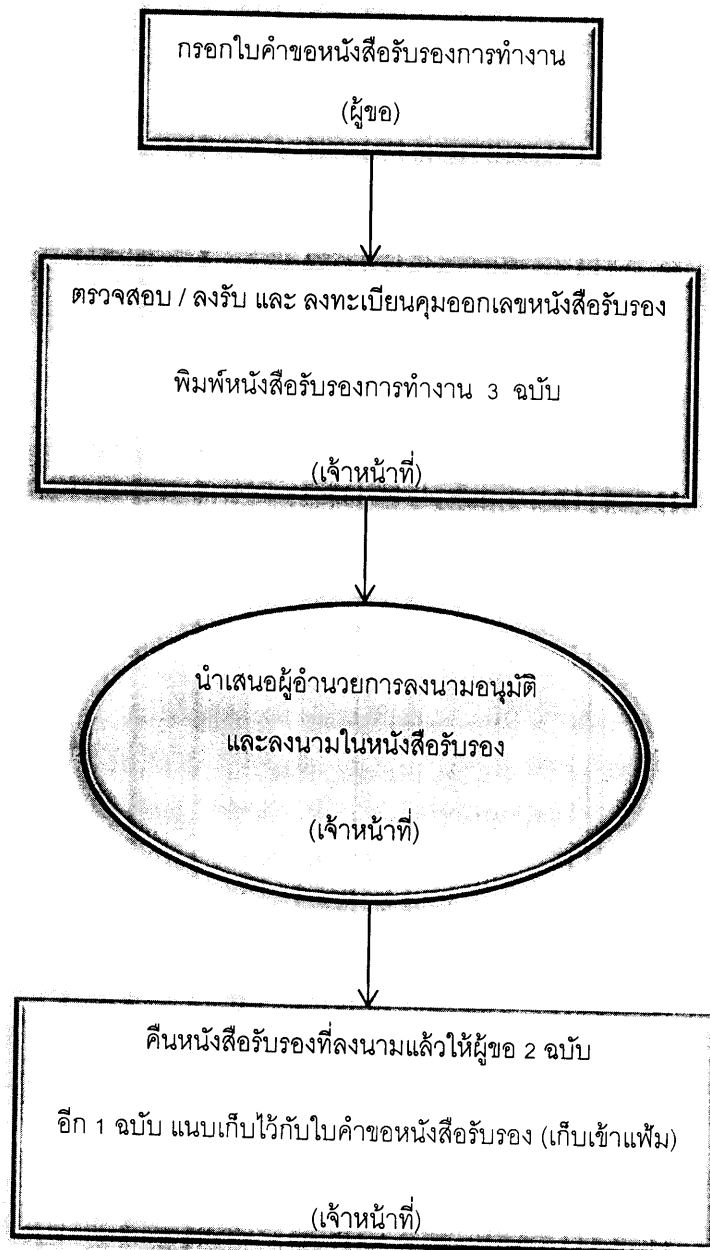 กรอกใบคำขอหนังสือรับรองการทำงาน
(ผู้ขอ)
ตรวจสอบ / ลงรับ และ ลงทะเบียนคุมออกเลขหนังสือรับรอง
พิมพ์หนังสือรับรองการทำงาน 3 ฉบับ
(เจ้าหน้าที่)
นำเสนอผู้อำนวยการลงนามอนุมัติ
และลงนามในหนังสือรับรอง
(เจ้าหน้าที่)
คืนหนังสือรับรองที่ลงนามแล้วให้ผู้ขอ 2 ฉบับ
อีก 1 ฉบับ แนบเก็บไว้กับใบคำขอหนังสือรับรอง (เก็บเข้าแฟ้ม)
(เจ้าหน้าที่)